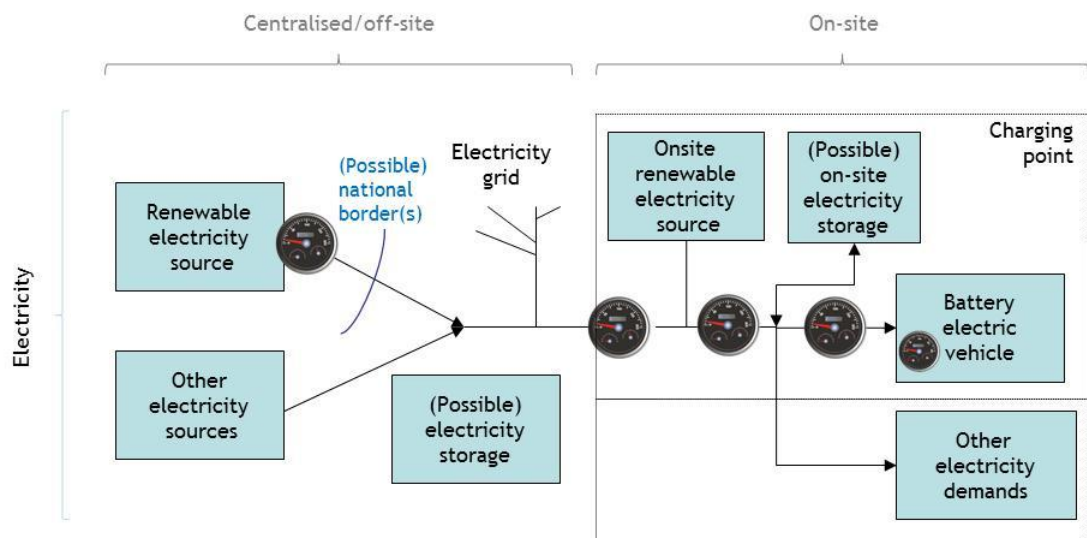 Centralised/off-site
On-site
Electricity
Renewable
electricity
source
(Possible)
national
border(s)
Electricity
grid
Other
electricity
sources
(Possible)
electricity
storage
Onsite
renewable
electricity
source
(Possible)
on-site
electricity
storage
Charging
point
Battery
electric
vehicle
Other
electricity
demands